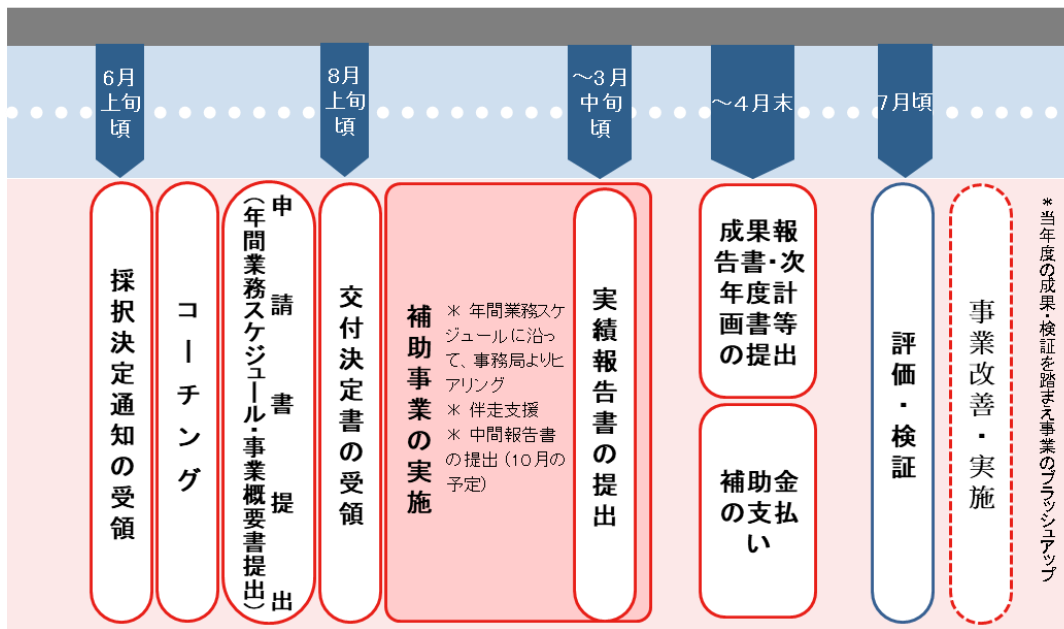 6月
上旬
頃
8月
上旬
頃
～3月
中旬
頃
～4月末
7月頃
採択決定通知の受領
コーチング
申請書提出
（年間業務スケジュール・事業概要書提出）
交付決定書の受領
補助事業の実施
＊ 年間業務スケ
ジュールに沿っ
て、事務局よりヒ
アリング
＊ 伴走支援
＊ 中間報告書
の提出（10月の
予定）
実績報告書の提出
成果報
告書・次
年度計
画書等
の提出
補助金
の支払
い
評価・検証
事業改善・実施
＊当年度の成果・検証を踏まえ事業のブラッシュアップ